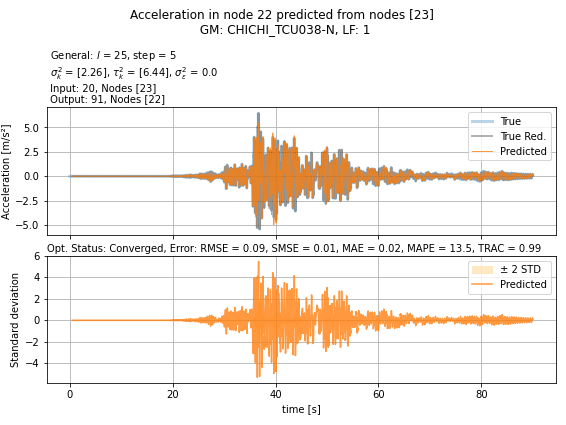 Acceleration in node 22 predicted from nodes [23]
GM: CHICHI_TCU038-N, LF: 1
General: l = 25, step = 5
σ²ₖ = [2.26], τ²ₖ = [6.44], σ²ε = 0.0
Input: 20, Nodes [23]
Output: 91, Nodes [22]
Acceleration [m/s²]
5.0
2.5
0.0
−2.5
−5.0
True
True Red.
Predicted
Opt. Status: Converged, Error: RMSE = 0.09, SMSE = 0.01, MAE = 0.02, MAPE = 13.5, TRAC = 0.99
Standard deviation
6
4
2
0
−2
−4
± 2 STD
Predicted
0 20 40 60 80
time [s]